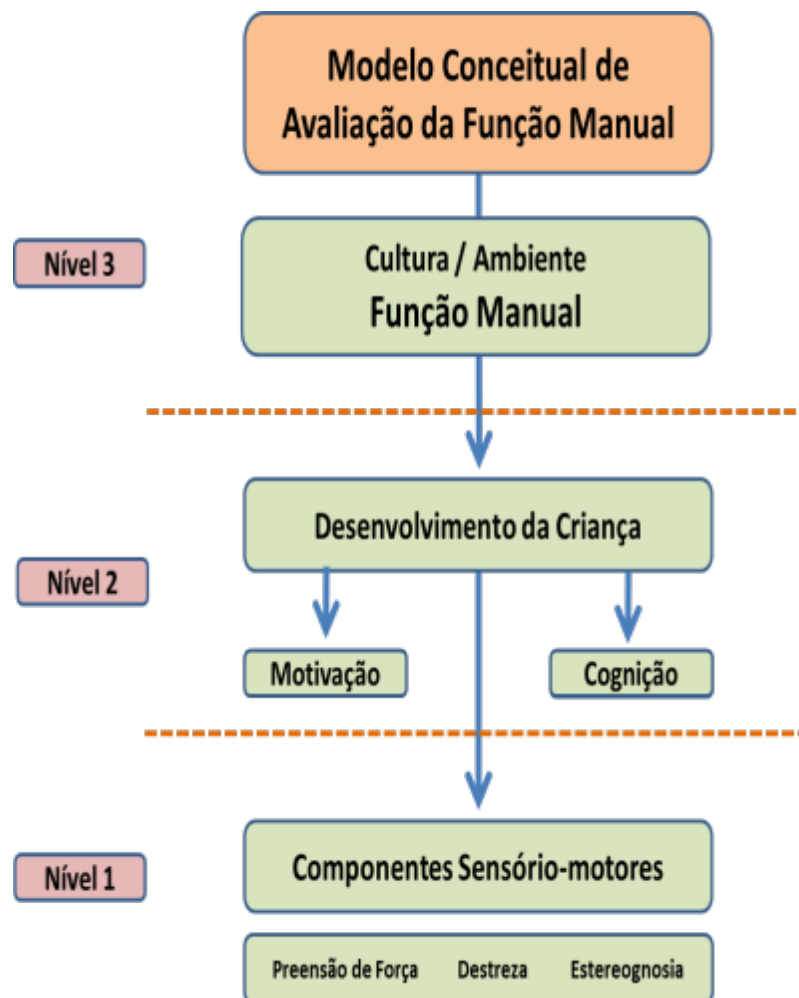 Modelo Conceitual de
Avaliação da Função Manual
Nível 3
Cultura / Ambiente
Função Manual
Desenvolvimento da Criança
Nível 2
Motivação
Cognição
Nível 1
Componentes Sensório-motores
Preensão de Força Destreza Estereognosia